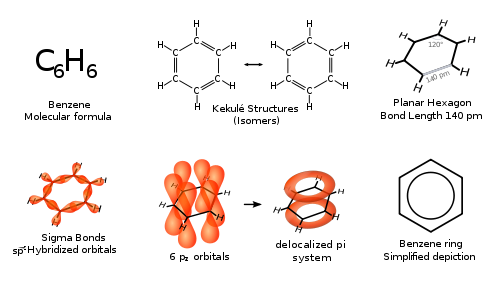 C6H6
Benzene
Molecular formula
H
H C H
C C
C C
H C H
H
H
H C H
C C
C C
H C H
H
Kekulé Structures
(Isomers)
H
H H
120°
H H
140 pm
H
Planar Hexagon
Bond Length 140 pm
H
H H
H H
H
Sigma Bonds
sp² Hybridized orbitals
H
H H
H H
H
6 pz orbitals
H
H H
H H
H
delocalized pi
system
Benzene ring
Simplified depiction